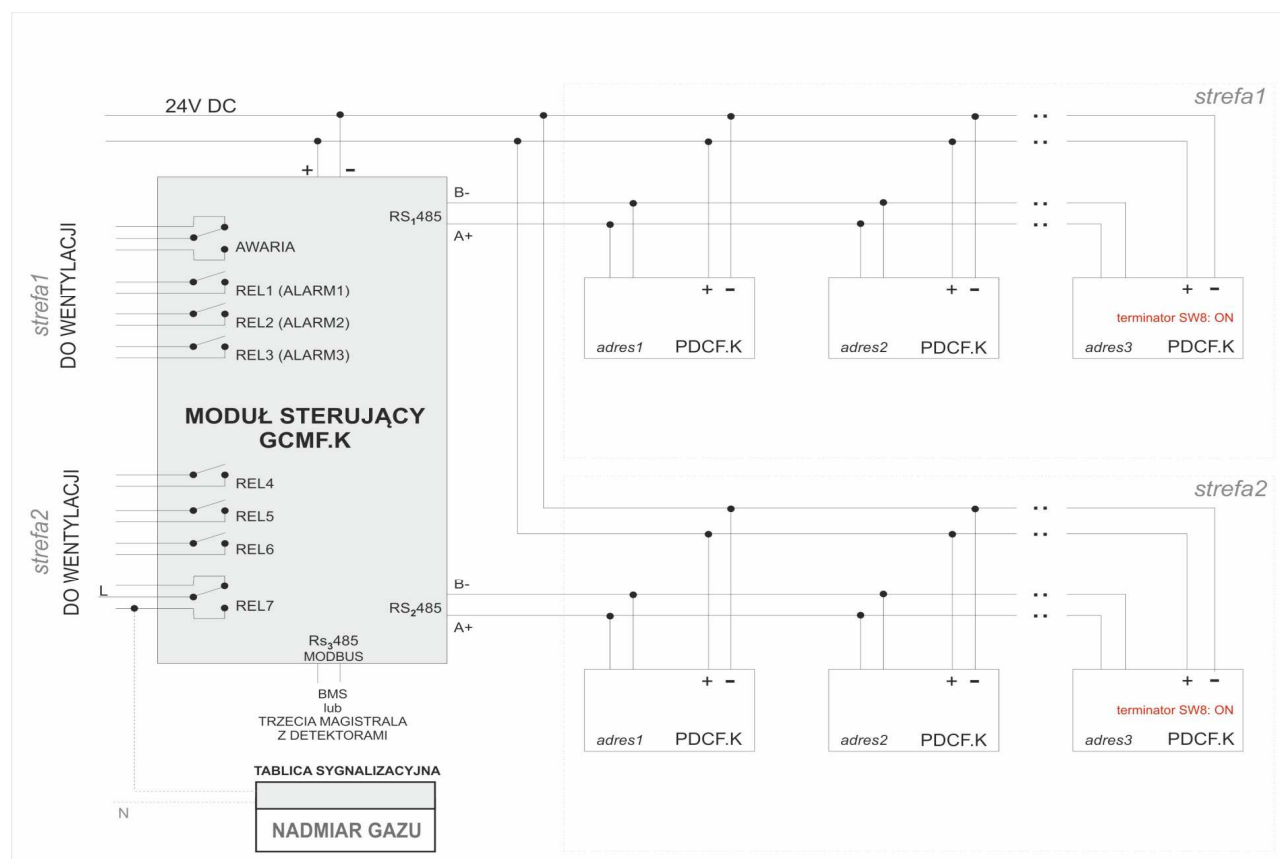 24V DC
strefa1
+ −
B-
RS₁485
A+
strefa1
DO WENTYLACJI
AWARIA
REL1 (ALARM1)
REL2 (ALARM2)
REL3 (ALARM3)
+ −
adres1 PDCF.K
+ −
adres2 PDCF.K
+ −
terminator SW8: ON
adres3 PDCF.K
MODUŁ STERUJĄCY
GCMF.K
strefa2
DO WENTYLACJI
REL4
REL5
REL6
L
REL7
strefa2
B-
RS₂485
A+
Rs₃485
MODBUS
BMS
lub
TRZECIA MAGISTRALA
Z DETEKTORAMI
+ −
adres1 PDCF.K
+ −
adres2 PDCF.K
+ −
terminator SW8: ON
adres3 PDCF.K
TABLICA SYGNALIZACYJNA
N
NADMIAR GAZU